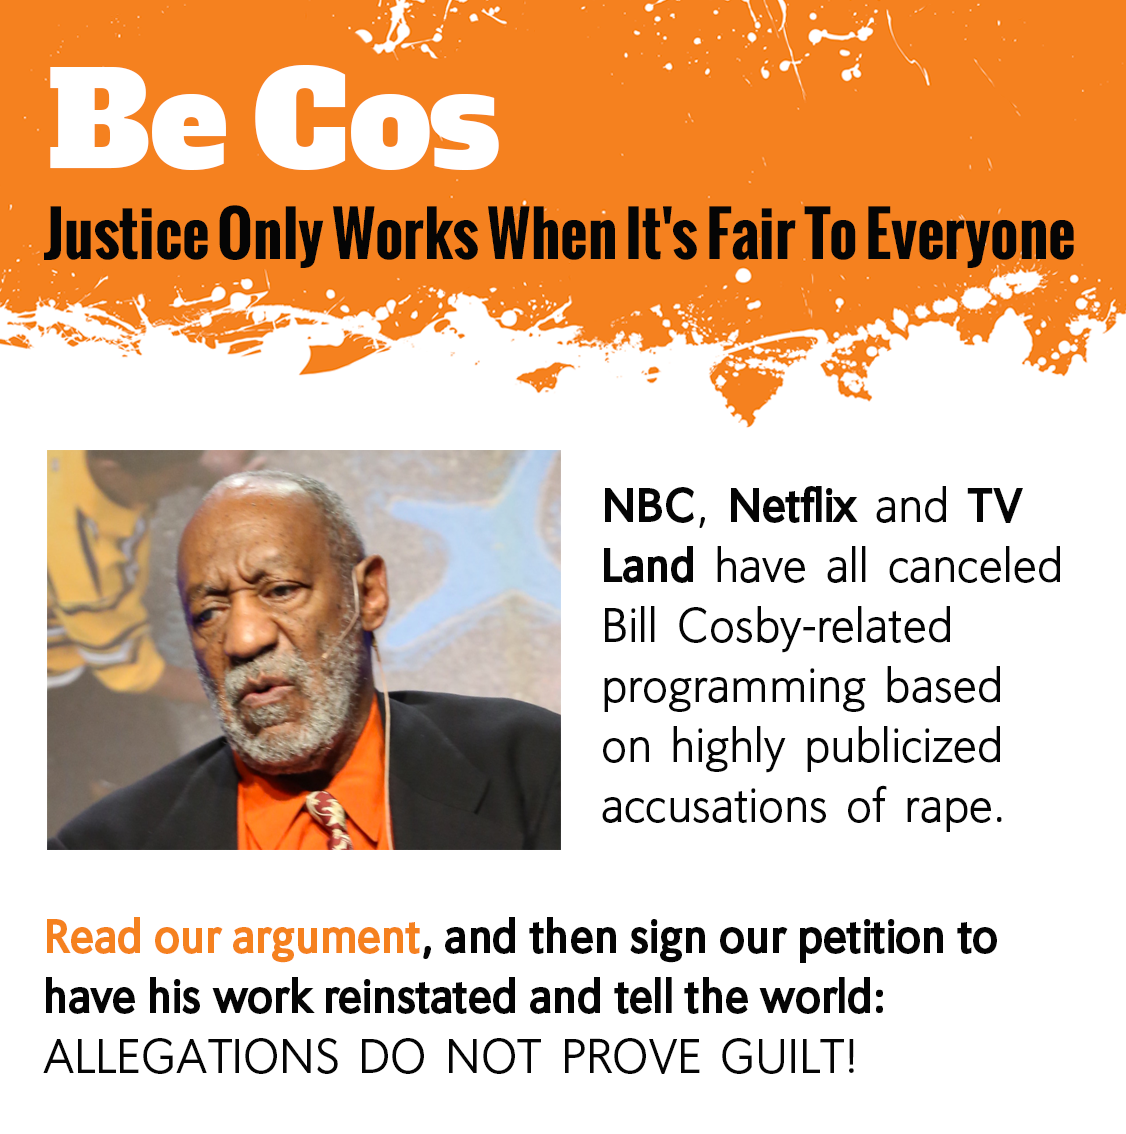 Be Cos
Justice Only Works When It's Fair To Everyone
NBC, Netflix and TV
Land have all canceled
Bill Cosby-related
programming based
on highly publicized
accusations of rape.
Read our argument, and then sign our petition to
have his work reinstated and tell the world:
ALLEGATIONS DO NOT PROVE GUILT!